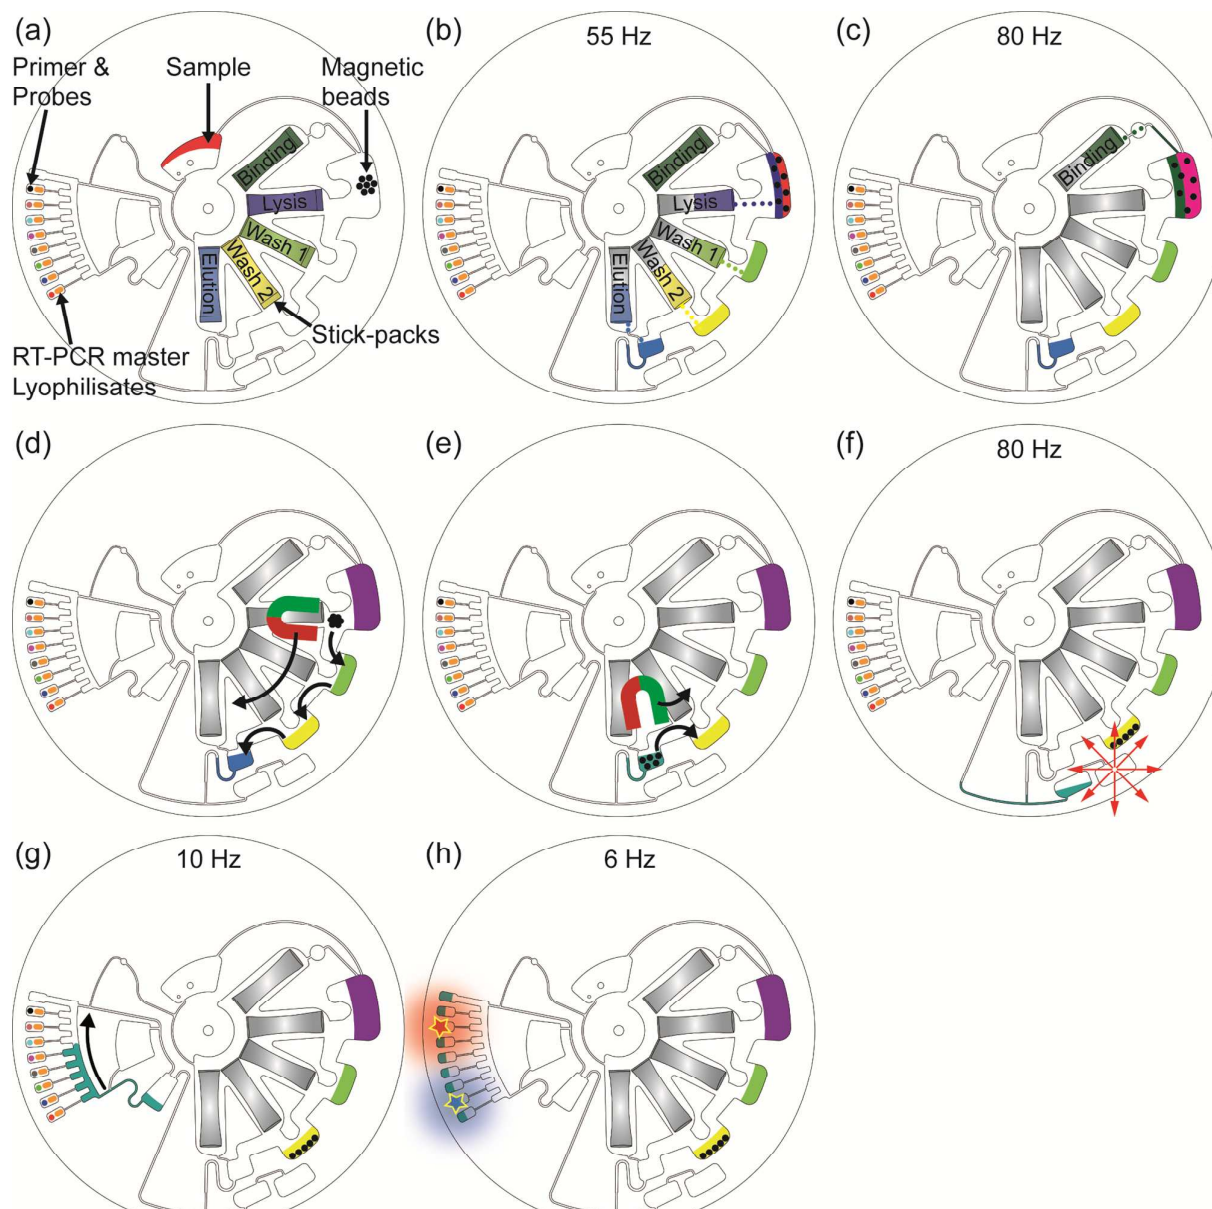 (a)
Primer &
Probes
Sample
Magnetic
beads
Binding
Lysis
Wash 1
Wash 2
Elution
Stick-packs
RT-PCR master
Lyophilisates
(b)
55 Hz
Binding
Lysis
Wash 1
Wash 2
Elution
(c)
80 Hz
Binding
(d)
(e)
(f)
80 Hz
(g)
10 Hz
(h)
6 Hz